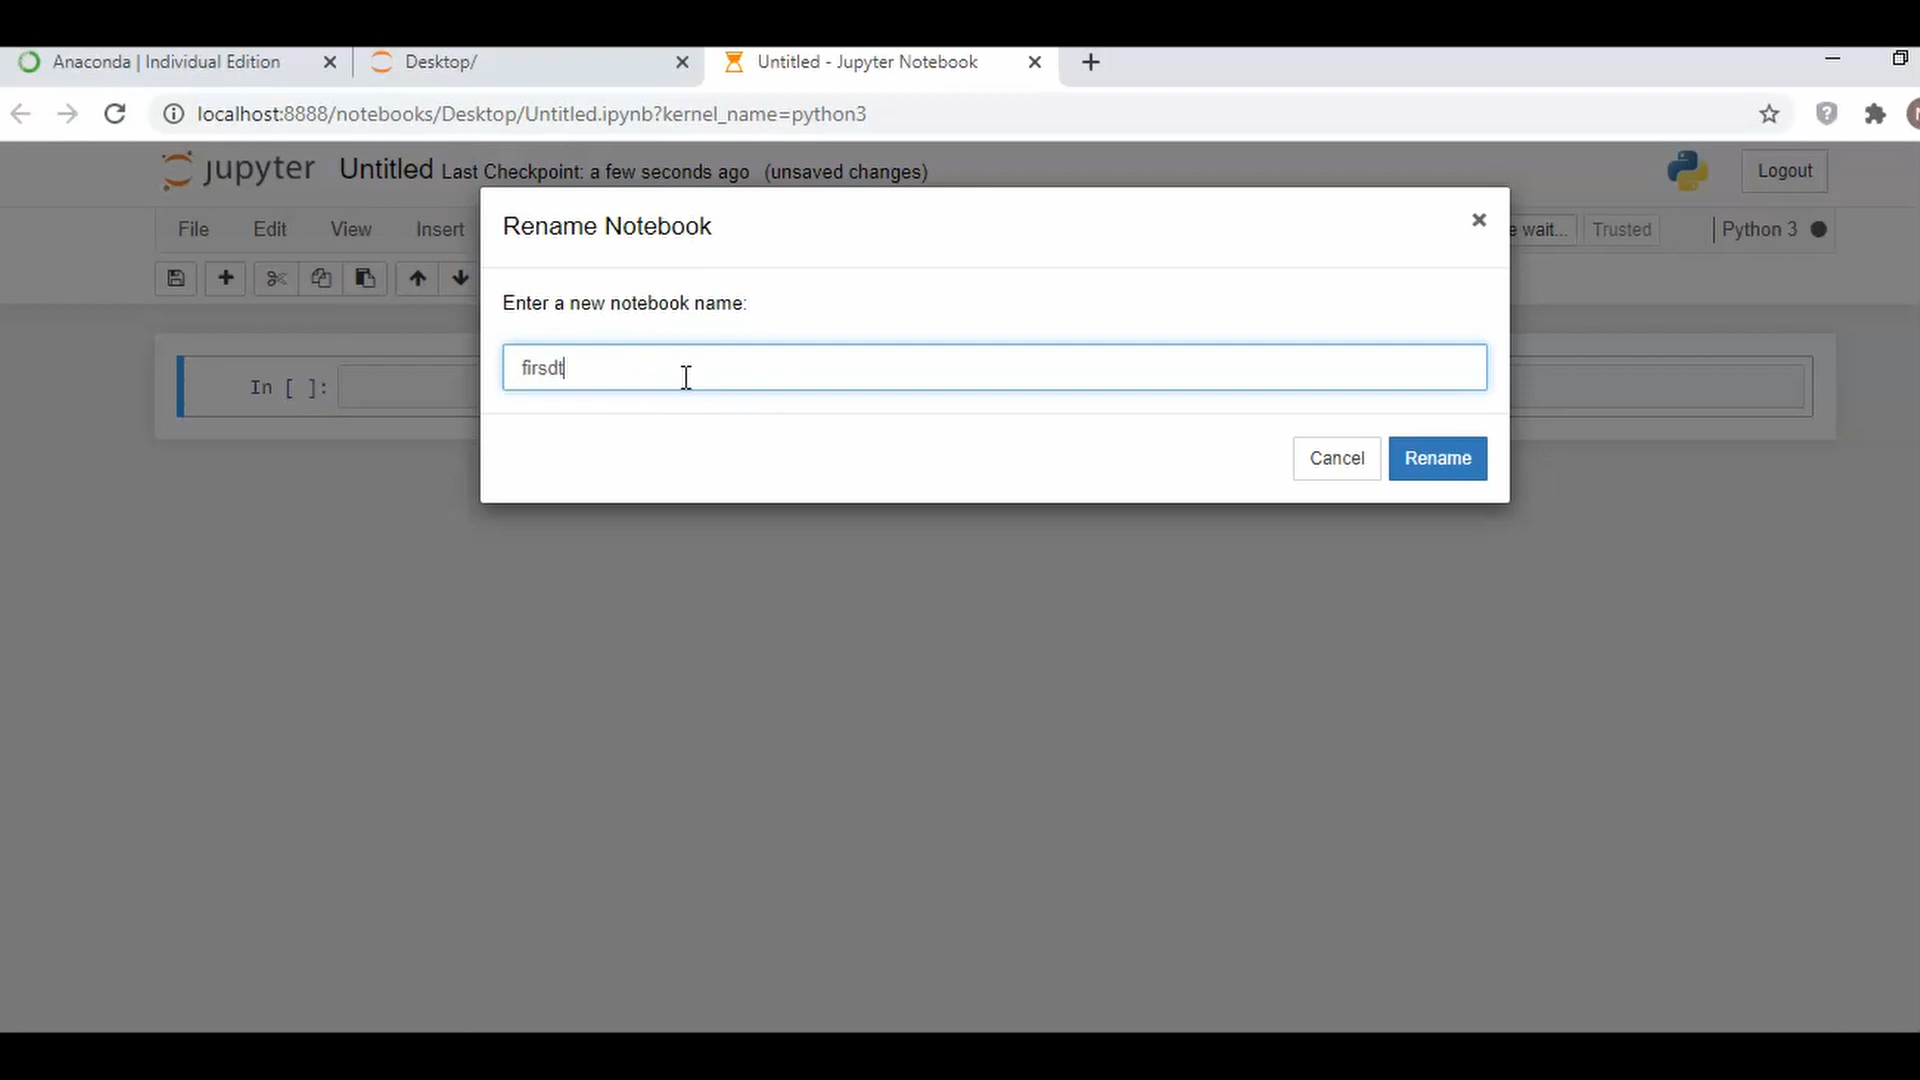 Anaconda | Individual Edition
Desktop/
Untitled - Jupyter Notebook
localhost:8888/notebooks/Desktop/Untitled.ipynb?kernel_name=python3
jupyter Untitled Last Checkpoint: a few seconds ago (unsaved changes)
Logout
Rename Notebook
File Edit View Insert
wait... Trusted Python 3
Enter a new notebook name:
firsdt
In [ ]:
Cancel Rename